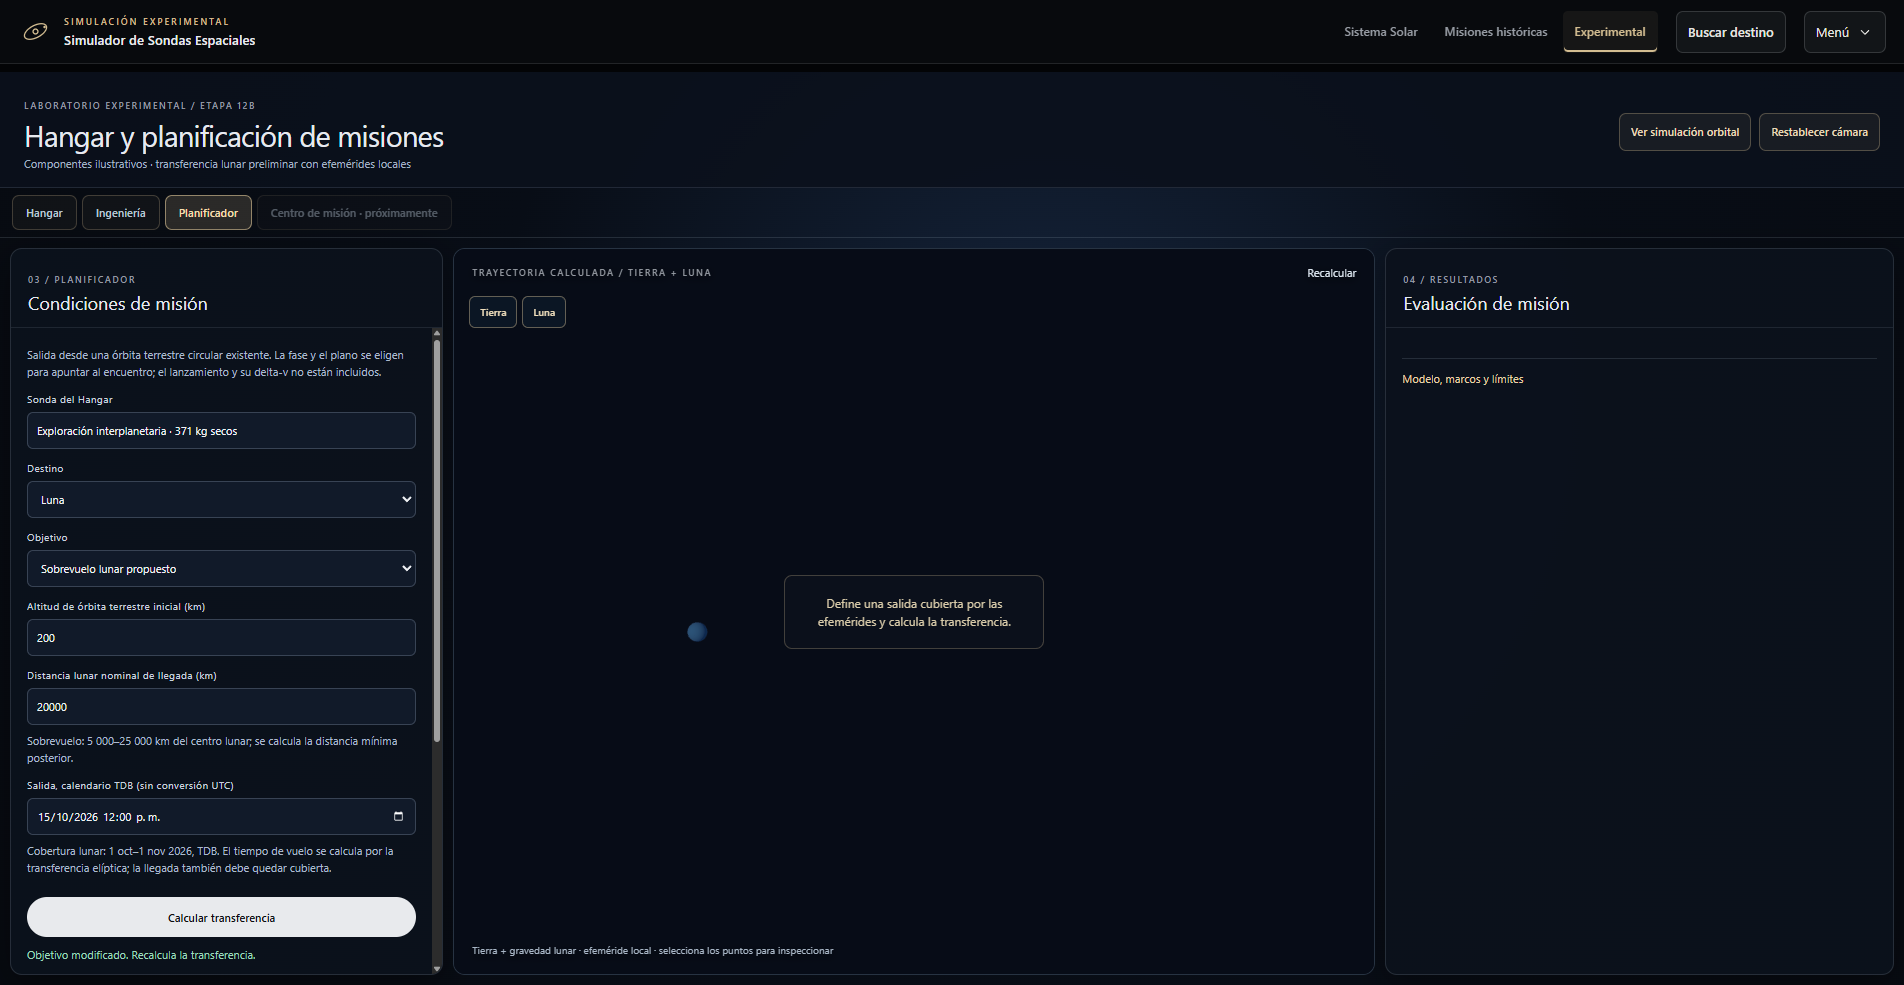 SIMULACIÓN EXPERIMENTAL
Simulador de Sondas Espaciales
Sistema Solar
Misiones históricas
Experimental
Buscar destino
Menú
LABORATORIO EXPERIMENTAL / ETAPA 12B
Hangar y planificación de misiones
Componentes ilustrativos · transferencia lunar preliminar con efemérides locales
Ver simulación orbital
Restablecer cámara
Hangar
Ingeniería
Planificador
Centro de misión · próximamente
03 / PLANIFICADOR
Condiciones de misión
Salida desde una órbita terrestre circular existente. La fase y el plano se eligen
para apuntar al encuentro; el lanzamiento y su delta-v no están incluidos.
Sonda del Hangar
Exploración interplanetaria · 371 kg secos
Destino
Luna
Objetivo
Sobrevuelo lunar propuesto
Altitud de órbita terrestre inicial (km)
200
Distancia lunar nominal de llegada (km)
20000
Sobrevuelo: 5 000–25 000 km del centro lunar; se calcula la distancia mínima
posterior.
Salida, calendario TDB (sin conversión UTC)
15/10/2026 12:00 p. m.
Cobertura lunar: 1 oct–1 nov 2026, TDB. El tiempo de vuelo se calcula por la
transferencia elíptica; la llegada también debe quedar cubierta.
Calcular transferencia
Objetivo modificado. Recalcula la transferencia.
TRAYECTORIA CALCULADA / TIERRA + LUNA
Recalcular
Tierra
Luna
Define una salida cubierta por las
efemérides y calcula la transferencia.
Tierra + gravedad lunar · efeméride local · selecciona los puntos para inspeccionar
04 / RESULTADOS
Evaluación de misión
Modelo, marcos y límites